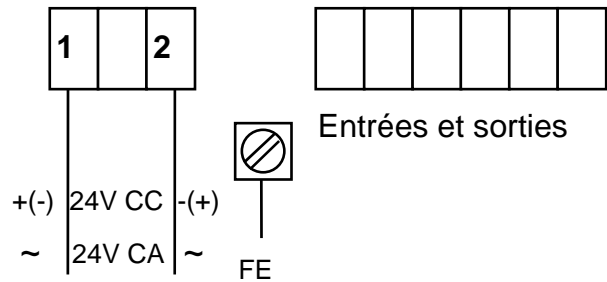 1 2
Entrées et sorties
+(-) 24V CC -(+)
~ 24V CA ~
FE